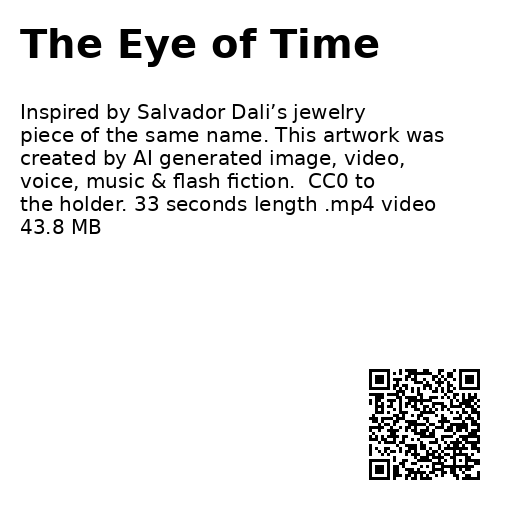 The Eye of Time
Inspired by Salvador Dali’s jewelry
piece of the same name. This artwork was
created by AI generated image, video,
voice, music & flash fiction.  CC0 to
the holder. 33 seconds length .mp4 video
43.8 MB